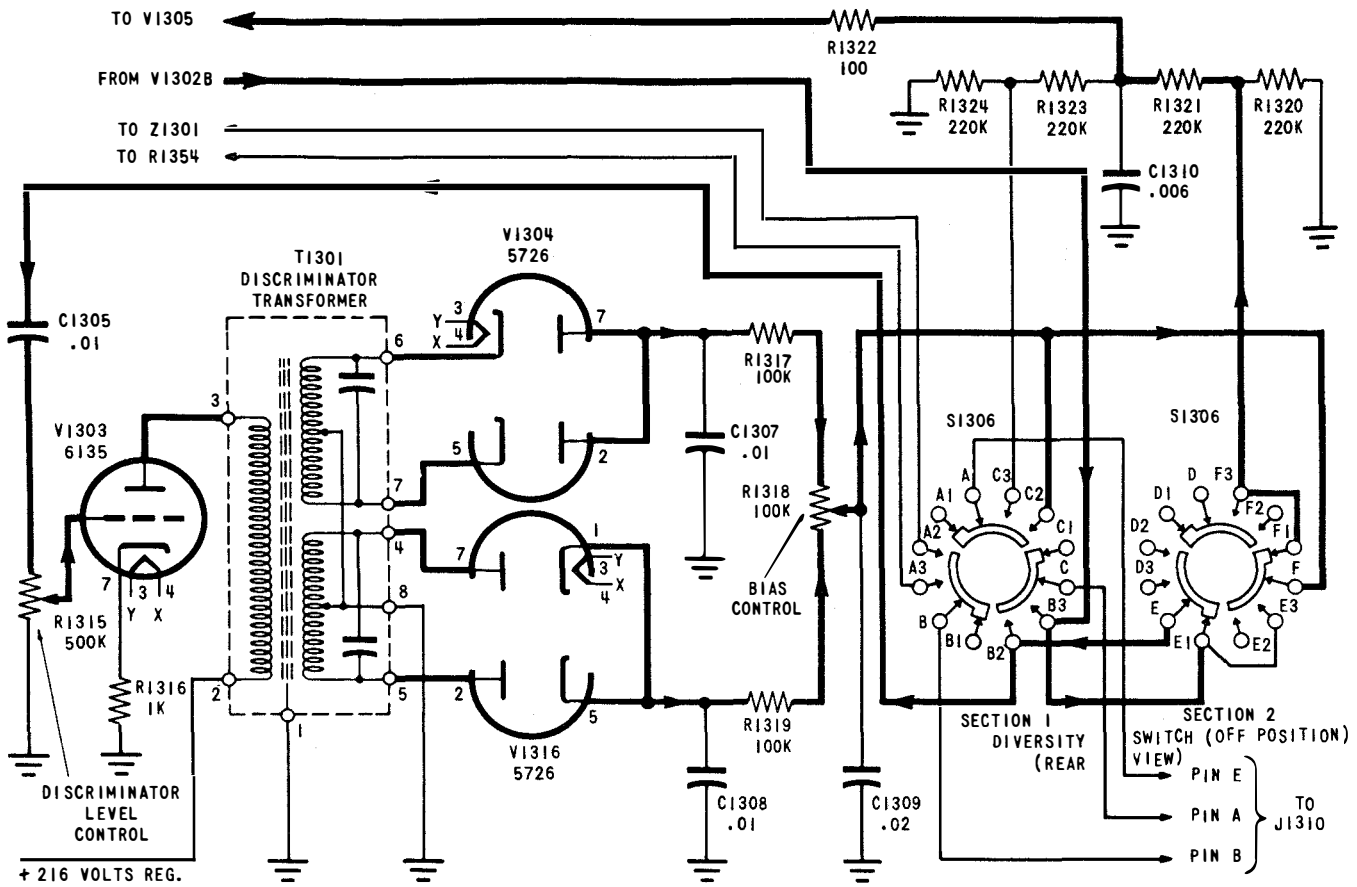 TO V1305
R1322
100
FROM V1302B
R1324
220K
R1323
220K
R1321
220K
R1320
220K
TO Z1301
TO R1354
C1310
.006
V1304
5726
T1301
DISCRIMINATOR
TRANSFORMER
C1305
.01
3
Y
4
X
7
6
R1317
100K
3
V1303
6135
5
2
C1307
.01
7
S1306
S1306
A
C3
A1
C2
A2
C1
A3
C
B
B3
B1
B2
D
F3
D1
F2
D2
F1
D3
F
E
E3
E1
E2
R1318
100K
BIAS
CONTROL
4
7
1
Y
3
X
4
7
3
4
Y
X
R1315
500K
8
R1316
1K
2
5
2
5
1
R1319
100K
V1316
5726
SECTION 1
DIVERSITY
(REAR
SECTION 2
SWITCH (OFF POSITION)
VIEW)
DISCRIMINATOR
LEVEL
CONTROL
C1308
.01
C1309
.02
PIN E
PIN A
PIN B
TO
J1310
+ 216 VOLTS REG.